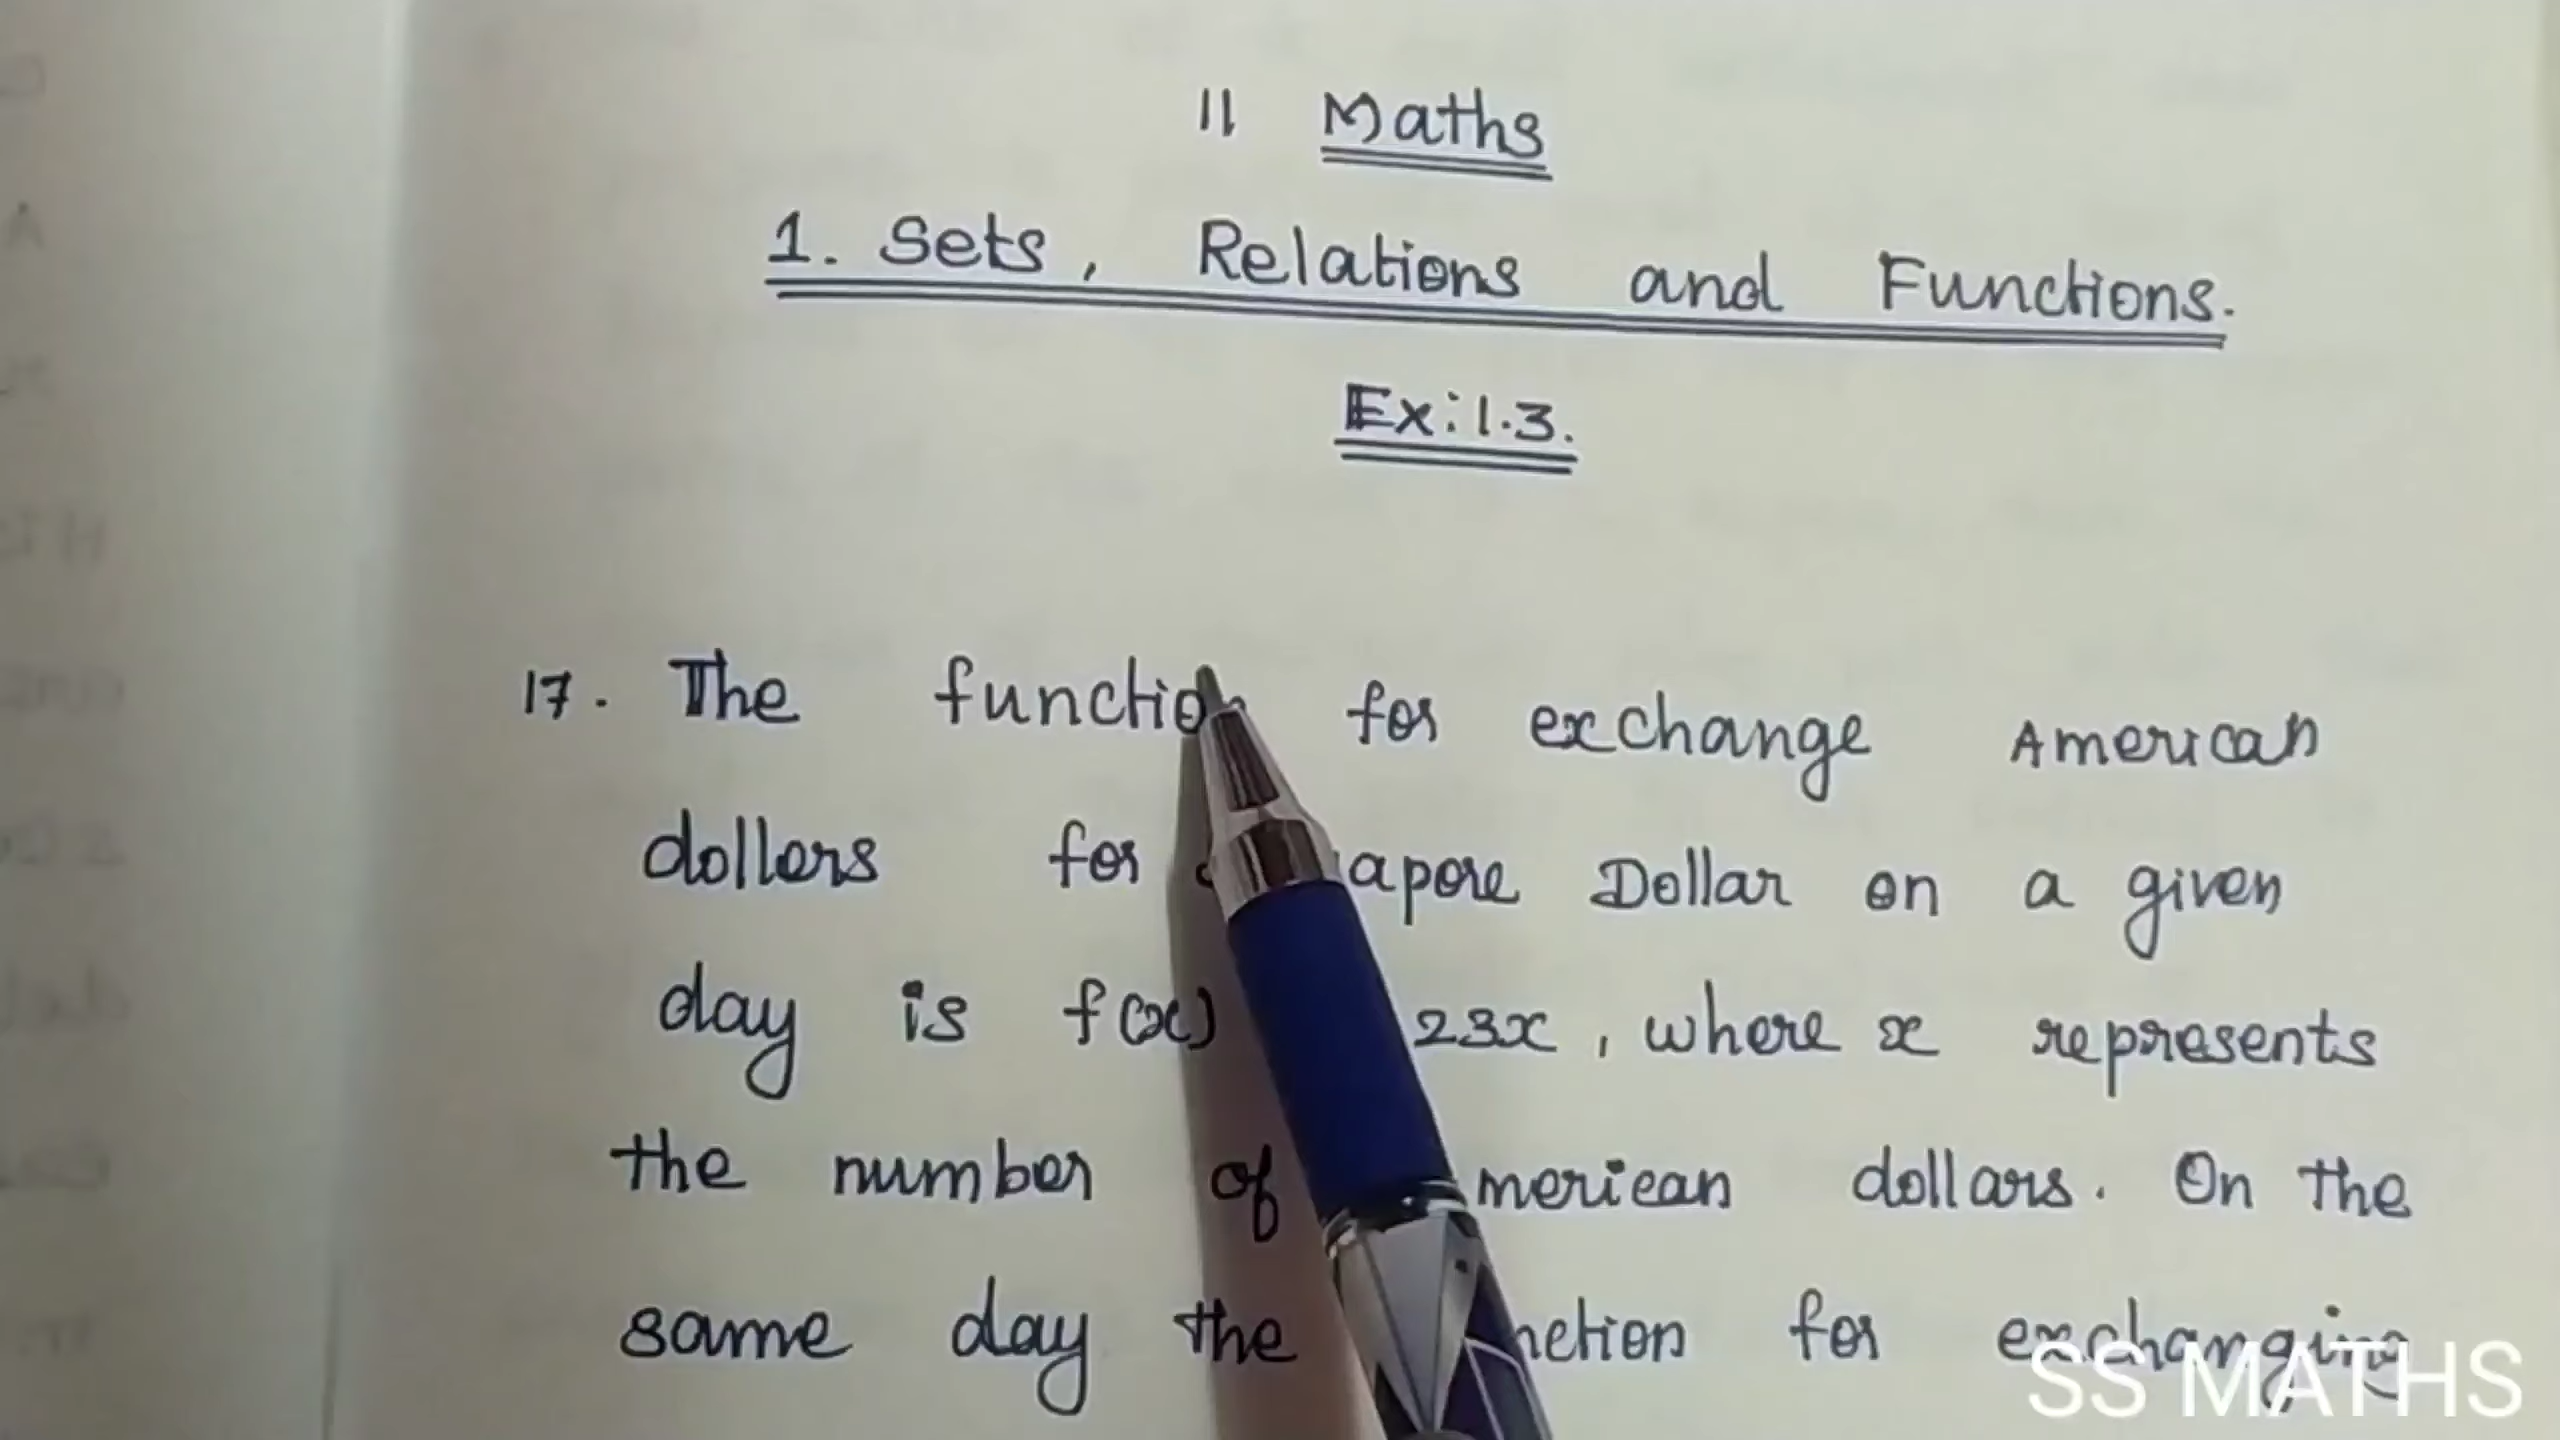 11 Maths
1. Sets, Relations and Functions.
Ex: 1.3.
17. The function for exchange American
dollers for apore Dollar on a given
day is f(x) 23x, where x represents
the number of merican dollars. On the
same day the nction for exchanging
SS MATHS